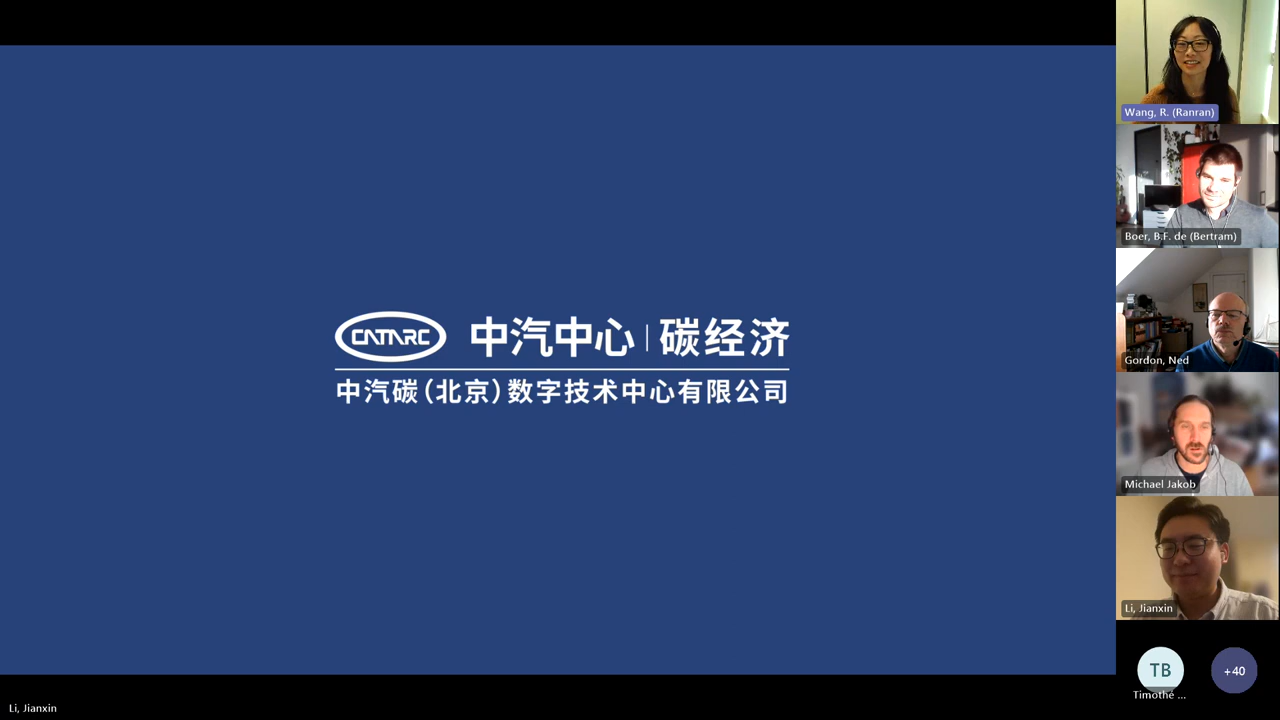 CATARC 中汽中心 | 碳经济
中汽碳（北京）数字技术中心有限公司
Wang, R. (Ranran)
Boer, B.F. de (Bertram)
Gordon, Ned
Michael Jakob
Li, Jianxin
TB
+40
Timothé ...
Li, Jianxin